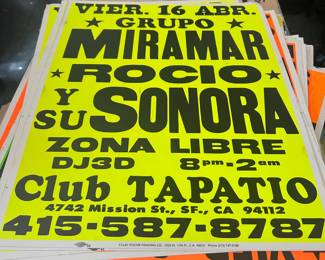 VIER. 16 ABR.
GRUPO
MIRAMAR
★ ROCIO ★
Y SU SONORA
ZONA LIBRE
DJ3D 8pm-2am
Club TAPATIO
4742 Mission St., SF., CA 94112
415-587-8787